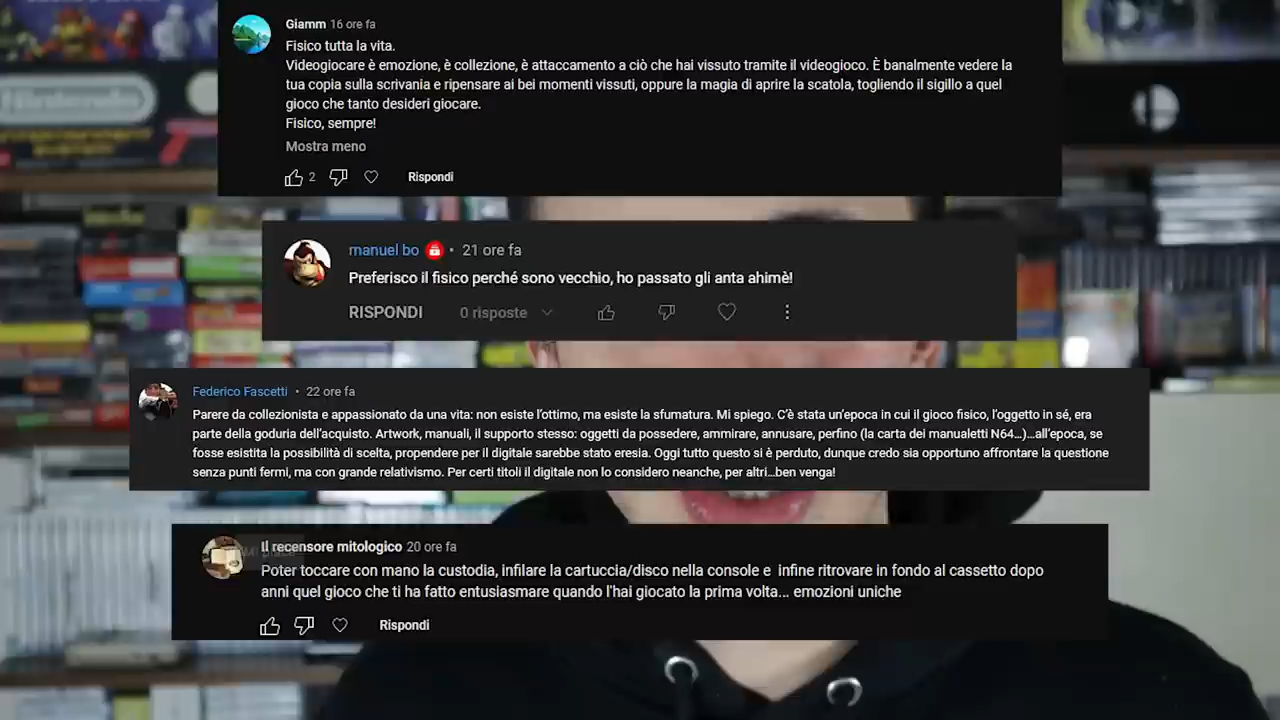 Nintendo
Giamm 16 ore fa
Fisico tutta la vita.
Videogiocare è emozione, è collezione, è attaccamento a ciò che hai vissuto tramite il videogioco. È banalmente vedere la
tua copia sulla scrivania e ripensare ai bei momenti vissuti, oppure la magia di aprire la scatola, togliendo il sigillo a quel
gioco che tanto desideri giocare.
Fisico, sempre!
Mostra meno
2 Rispondi
manuel bo • 21 ore fa
Preferisco il fisico perché sono vecchio, ho passato gli anta ahimè!
RISPONDI 0 risposte
Federico Fascetti • 22 ore fa
Parere da collezionista e appassionato da una vita: non esiste l'ottimo, ma esiste la sfumatura. Mi spiego. C'è stata un'epoca in cui il gioco fisico, l'oggetto in sé, era
parte della goduria dell'acquisto. Artwork, manuali, il supporto stesso: oggetti da possedere, ammirare, annusare, perfino (la carta dei manualetti N64…)…all'epoca, se
fosse esistita la possibilità di scelta, propendere per il digitale sarebbe stato eresia. Oggi tutto questo si è perduto, dunque credo sia opportuno affrontare la questione
senza punti fermi, ma con grande relativismo. Per certi titoli il digitale non lo considero neanche, per altri…ben venga!
Il recensore mitologico 20 ore fa
Poter toccare con mano la custodia, infilare la cartuccia/disco nella console e infine ritrovare in fondo al cassetto dopo
anni quel gioco che ti ha fatto entusiasmare quando l'hai giocato la prima volta... emozioni uniche
Rispondi